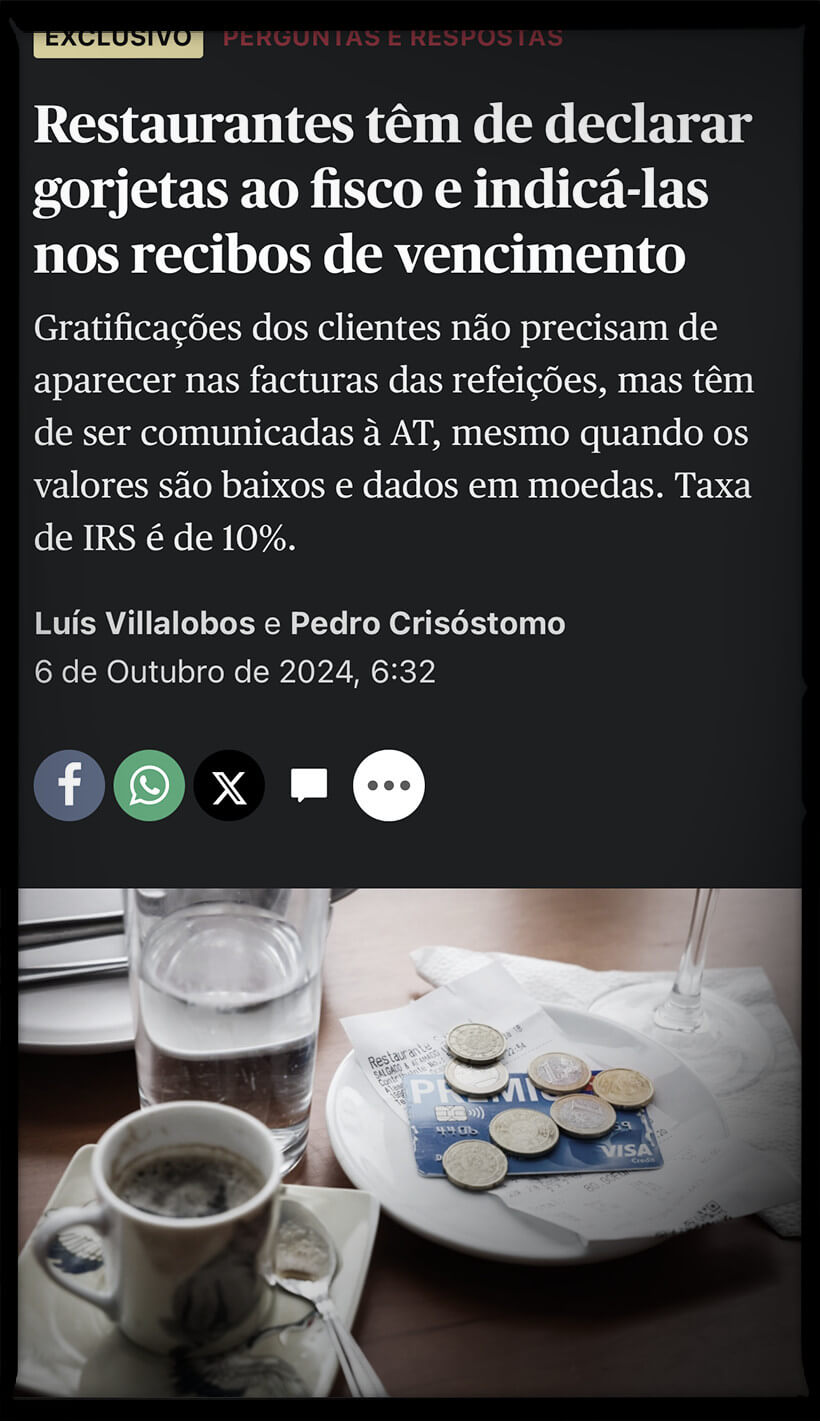 EXCLUSIVO PERGUNTAS E RESPOSTAS
Restaurantes têm de declarar
gorjetas ao fisco e indicá-las
nos recibos de vencimento
Gratificações dos clientes não precisam de
aparecer nas facturas das refeições, mas têm
de ser comunicadas à AT, mesmo quando os
valores são baixos e dados em moedas. Taxa
de IRS é de 10%.
Luís Villalobos e Pedro Crisóstomo
6 de Outubro de 2024, 6:32
Restaurante
22:54
VISA